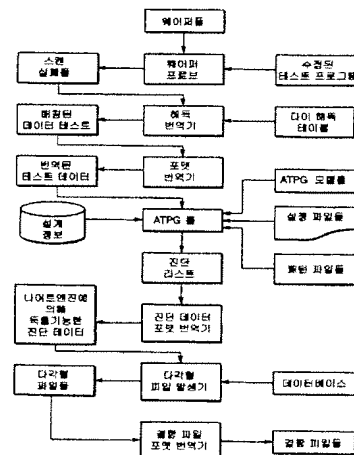 웨어퍼들
스캔
실패들
웨어퍼
프로브
수정된
테스트 프로그램
해독된
데이터 테스트
해독
번역기
다이 해독
테이블
번역된
테스트 데이터
포맷
번역기
ATPG 모델들
설계
정보
ATPG 툴
설정 파일들
패턴 파일들
진단
리스트
나이트엔진에
의해
독출가능한
진단 데이터
진단 데이터
포맷 번역기
다각형
파일들
다각형
파일 발생기
데이터베이스
결함 파일
포맷 번역기
결함 파일들